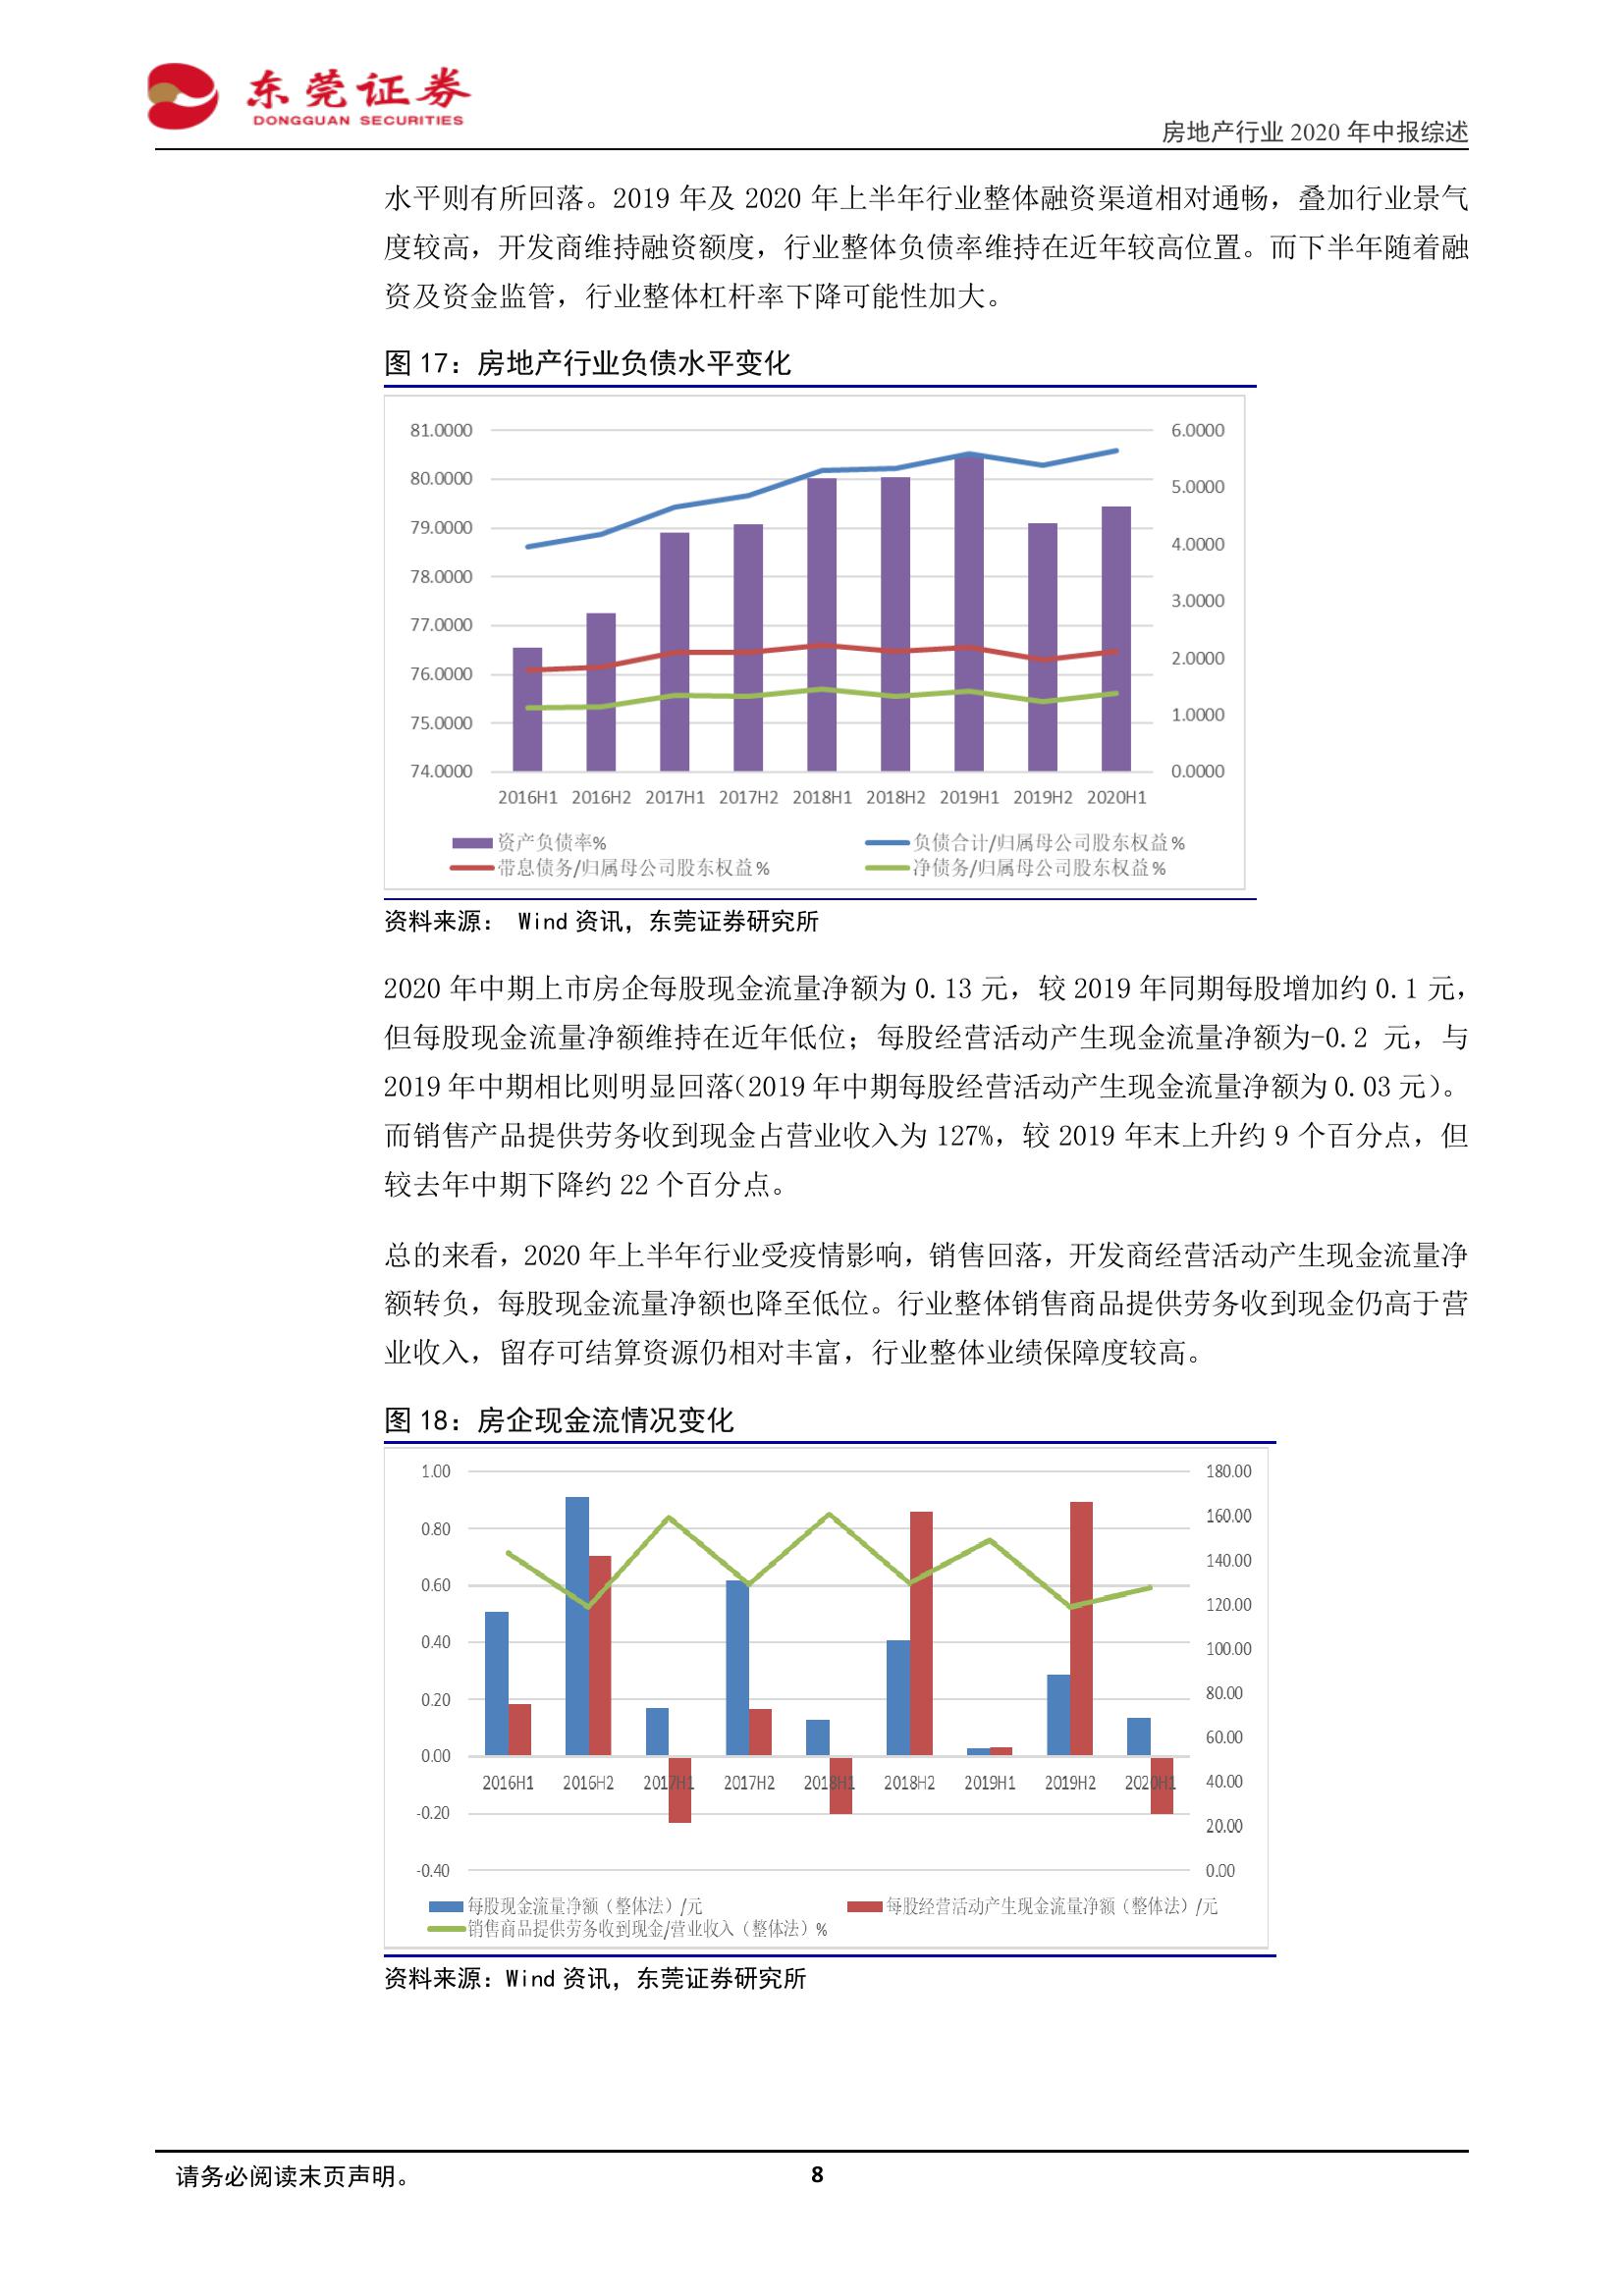 东莞证券
DONGGUAN SECURITIES
房地产行业 2020 年中报综述
水平则有所回落。2019 年及 2020 年上半年行业整体融资渠道相对通畅，叠加行业景气
度较高，开发商维持融资额度，行业整体负债率维持在近年较高位置。而下半年随着融
资及资金监管，行业整体杠杆率下降可能性加大。
图 17：房地产行业负债水平变化
81.0000
80.0000
79.0000
78.0000
77.0000
76.0000
75.0000
74.0000
6.0000
5.0000
4.0000
3.0000
2.0000
1.0000
0.0000
2016H1 2016H2 2017H1 2017H2 2018H1 2018H2 2019H1 2019H2 2020H1
资产负债率% 负债合计/归属母公司股东权益%
带息债务/归属母公司股东权益% 净债务/归属母公司股东权益%
资料来源： Wind 资讯，东莞证券研究所
2020 年中期上市房企每股现金流量净额为 0.13 元，较 2019 年同期每股增加约 0.1 元，
但每股现金流量净额维持在近年低位；每股经营活动产生现金流量净额为-0.2 元，与
2019 年中期相比则明显回落（2019 年中期每股经营活动产生现金流量净额为 0.03 元）。
而销售产品提供劳务收到现金占营业收入为 127%，较 2019 年末上升约 9 个百分点，但
较去年中期下降约 22 个百分点。
总的来看，2020 年上半年行业受疫情影响，销售回落，开发商经营活动产生现金流量净
额转负，每股现金流量净额也降至低位。行业整体销售商品提供劳务收到现金仍高于营
业收入，留存可结算资源仍相对丰富，行业整体业绩保障度较高。
图 18：房企现金流情况变化
1.00
0.80
0.60
0.40
0.20
0.00
-0.20
-0.40
180.00
160.00
140.00
120.00
100.00
80.00
60.00
40.00
20.00
0.00
2016H1 2016H2 2017H1 2017H2 2018H1 2018H2 2019H1 2019H2 2020H1
每股现金流量净额（整体法）/元 每股经营活动产生现金流量净额（整体法）/元
销售商品提供劳务收到现金/营业收入（整体法）%
资料来源：Wind 资讯，东莞证券研究所
请务必阅读末页声明。
8